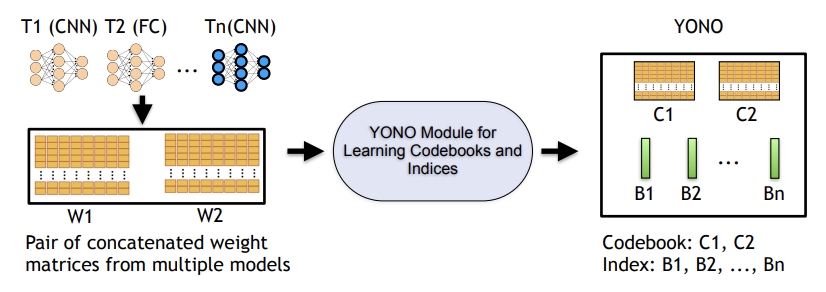 T1 (CNN) T2 (FC) Tn(CNN)
...
W1 W2
Pair of concatenated weight
matrices from multiple models
YONO Module for
Learning Codebooks and
Indices
YONO
C1 C2
...
B1 B2 Bn
Codebook: C1, C2
Index: B1, B2, ..., Bn